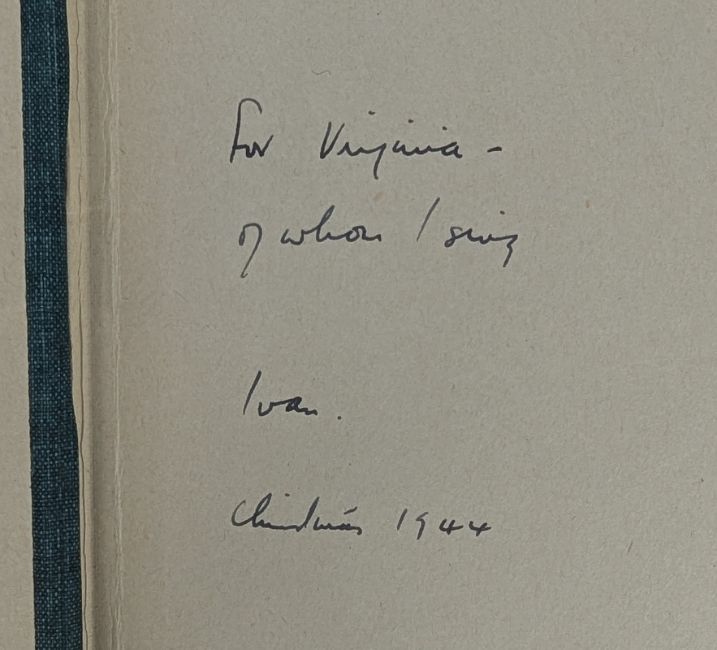 For Virginia –
of whom I sing
Ivan.
Christmas 1944